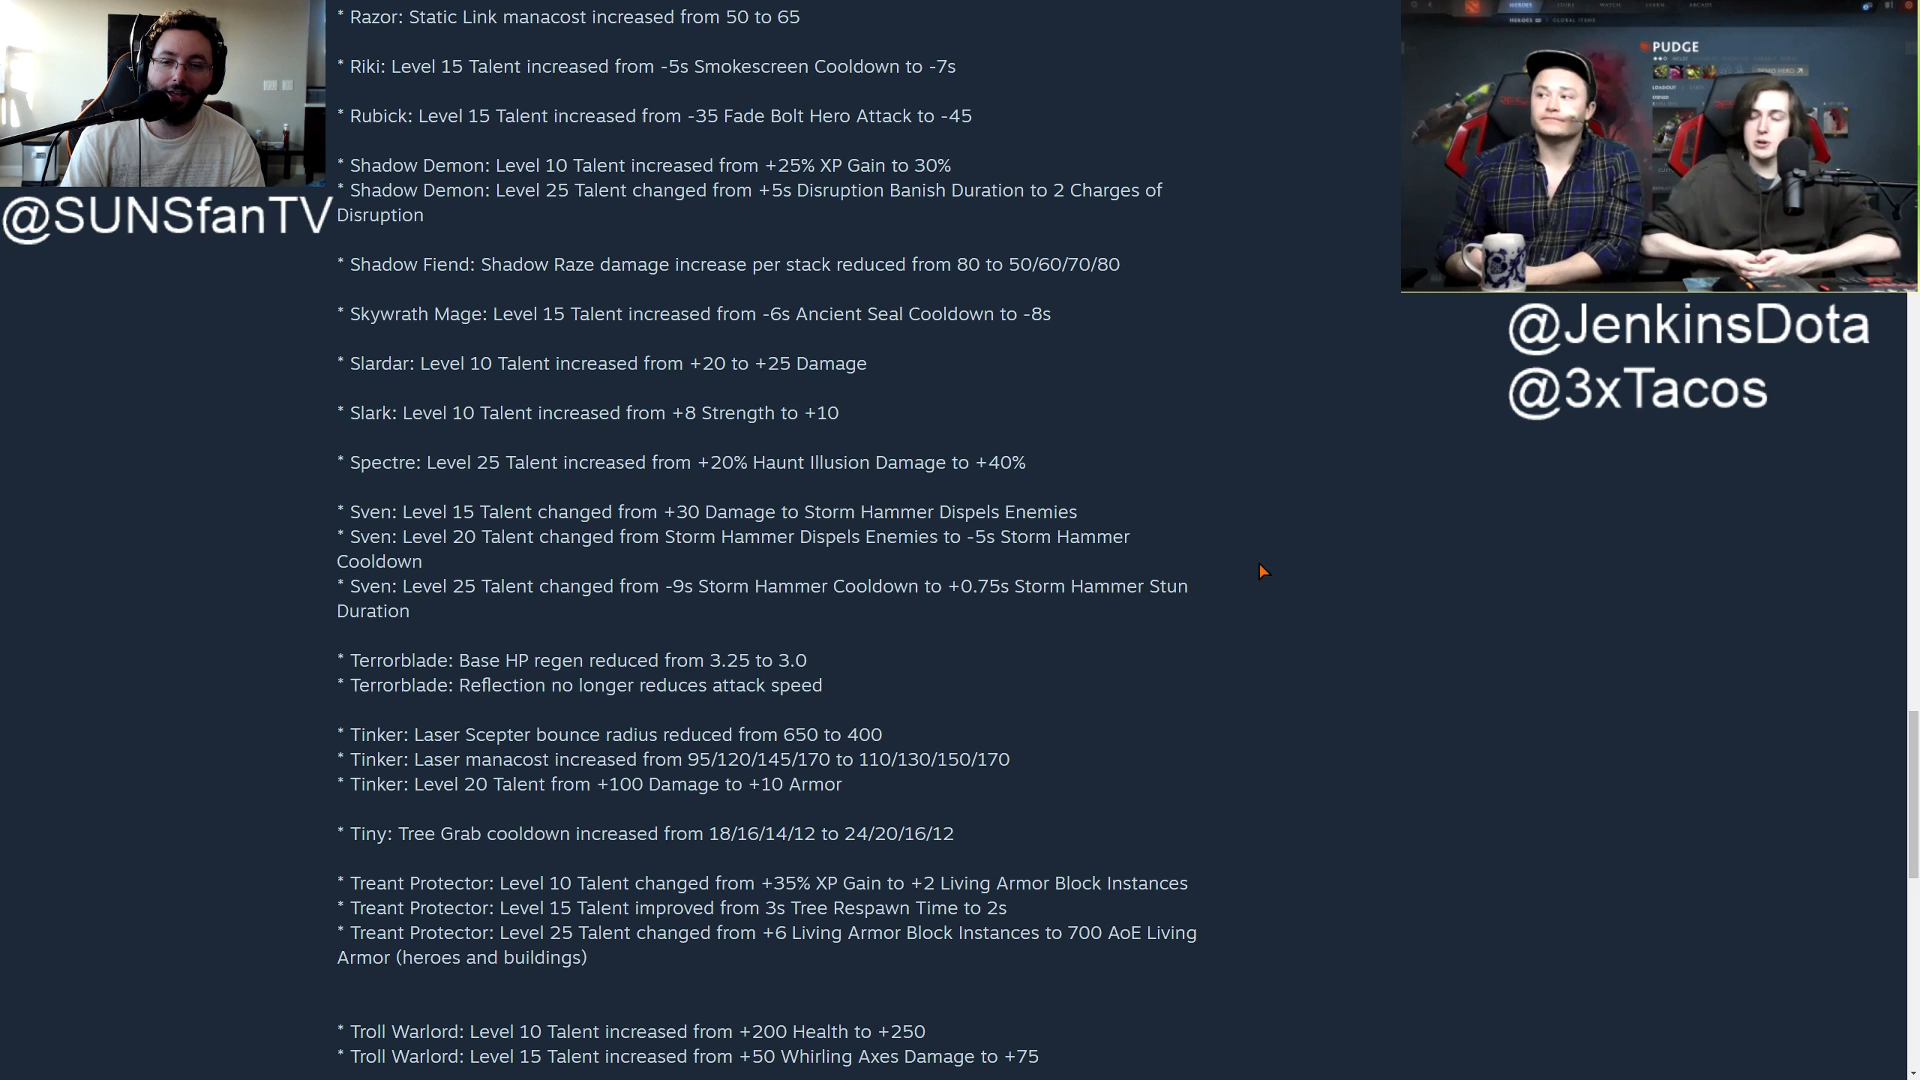 * Razor: Static Link manacost increased from 50 to 65
* Riki: Level 15 Talent increased from -5s Smokescreen Cooldown to -7s
* Rubick: Level 15 Talent increased from -35 Fade Bolt Hero Attack to -45
* Shadow Demon: Level 10 Talent increased from +25% XP Gain to 30%
* Shadow Demon: Level 25 Talent changed from +5s Disruption Banish Duration to 2 Charges of
Disruption
* Shadow Fiend: Shadow Raze damage increase per stack reduced from 80 to 50/60/70/80
* Skywrath Mage: Level 15 Talent increased from -6s Ancient Seal Cooldown to -8s
* Slardar: Level 10 Talent increased from +20 to +25 Damage
* Slark: Level 10 Talent increased from +8 Strength to +10
* Spectre: Level 25 Talent increased from +20% Haunt Illusion Damage to +40%
* Sven: Level 15 Talent changed from +30 Damage to Storm Hammer Dispels Enemies
* Sven: Level 20 Talent changed from Storm Hammer Dispels Enemies to -5s Storm Hammer
Cooldown
* Sven: Level 25 Talent changed from -9s Storm Hammer Cooldown to +0.75s Storm Hammer Stun
Duration
* Terrorblade: Base HP regen reduced from 3.25 to 3.0
* Terrorblade: Reflection no longer reduces attack speed
* Tinker: Laser Scepter bounce radius reduced from 650 to 400
* Tinker: Laser manacost increased from 95/120/145/170 to 110/130/150/170
* Tinker: Level 20 Talent from +100 Damage to +10 Armor
* Tiny: Tree Grab cooldown increased from 18/16/14/12 to 24/20/16/12
* Treant Protector: Level 10 Talent changed from +35% XP Gain to +2 Living Armor Block Instances
* Treant Protector: Level 15 Talent improved from 3s Tree Respawn Time to 2s
* Treant Protector: Level 25 Talent changed from +6 Living Armor Block Instances to 700 AoE Living
Armor (heroes and buildings)
* Troll Warlord: Level 10 Talent increased from +200 Health to +250
* Troll Warlord: Level 15 Talent increased from +50 Whirling Axes Damage to +75
@SUNSfanTV
HEROES
PUDGE
@JenkinsDota
@3xTacos